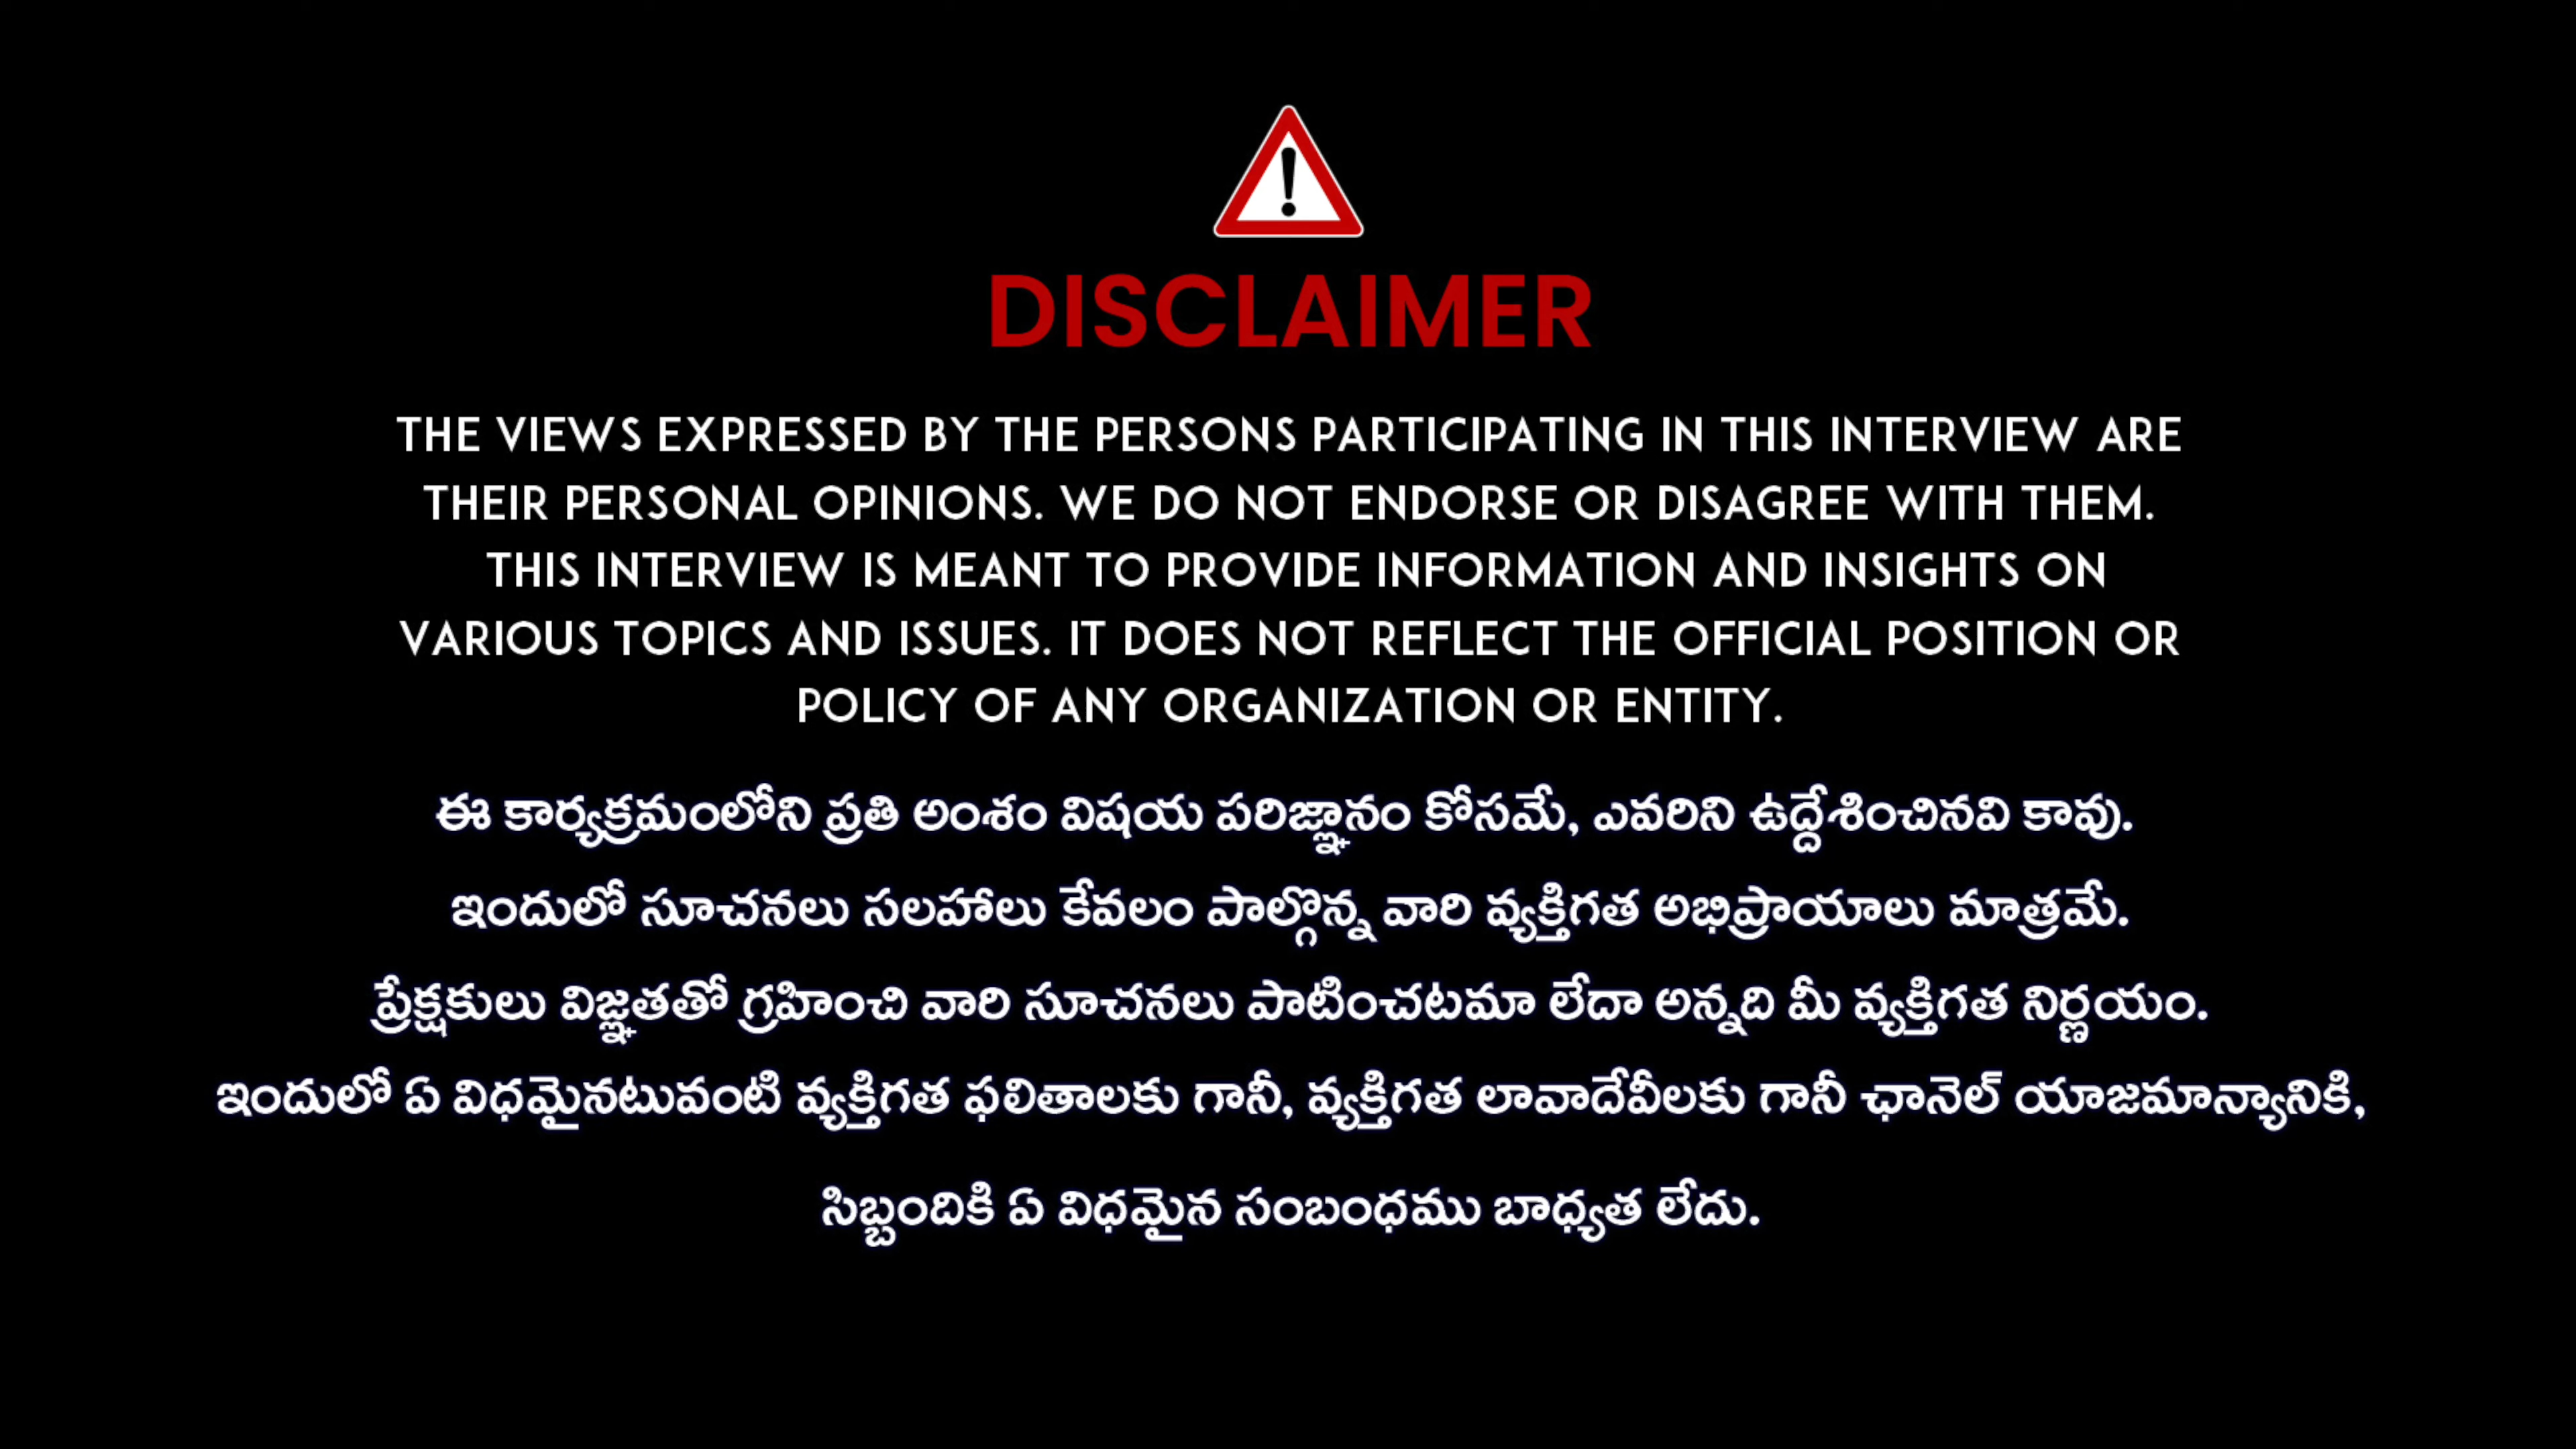 DISCLAIMER
THE VIEWS EXPRESSED BY THE PERSONS PARTICIPATING IN THIS INTERVIEW ARE
THEIR PERSONAL OPINIONS. WE DO NOT ENDORSE OR DISAGREE WITH THEM.
THIS INTERVIEW IS MEANT TO PROVIDE INFORMATION AND INSIGHTS ON
VARIOUS TOPICS AND ISSUES. IT DOES NOT REFLECT THE OFFICIAL POSITION OR
POLICY OF ANY ORGANIZATION OR ENTITY.
ఈ కార్యక్రమంలోని ప్రతి అంశం విషయ పరిజ్ఞానం కోసమే, ఎవరిని ఉద్దేశించినవి కావు.
ఇందులో సూచనలు సలహాలు కేవలం పాల్గొన్న వారి వ్యక్తిగత అభిప్రాయాలు మాత్రమే.
ప్రేక్షకులు విజ్ఞతతో గ్రహించి వారి సూచనలు పాటించటమా లేదా అన్నది మీ వ్యక్తిగత నిర్ణయం.
ఇందులో ఏ విధమైనటువంటి వ్యక్తిగత ఫలితాలకు గానీ, వ్యక్తిగత లావాదేవీలకు గానీ ఛానెల్ యాజమాన్యానికి,
సిబ్బందికి ఏ విధమైన సంబంధము బాధ్యత లేదు.